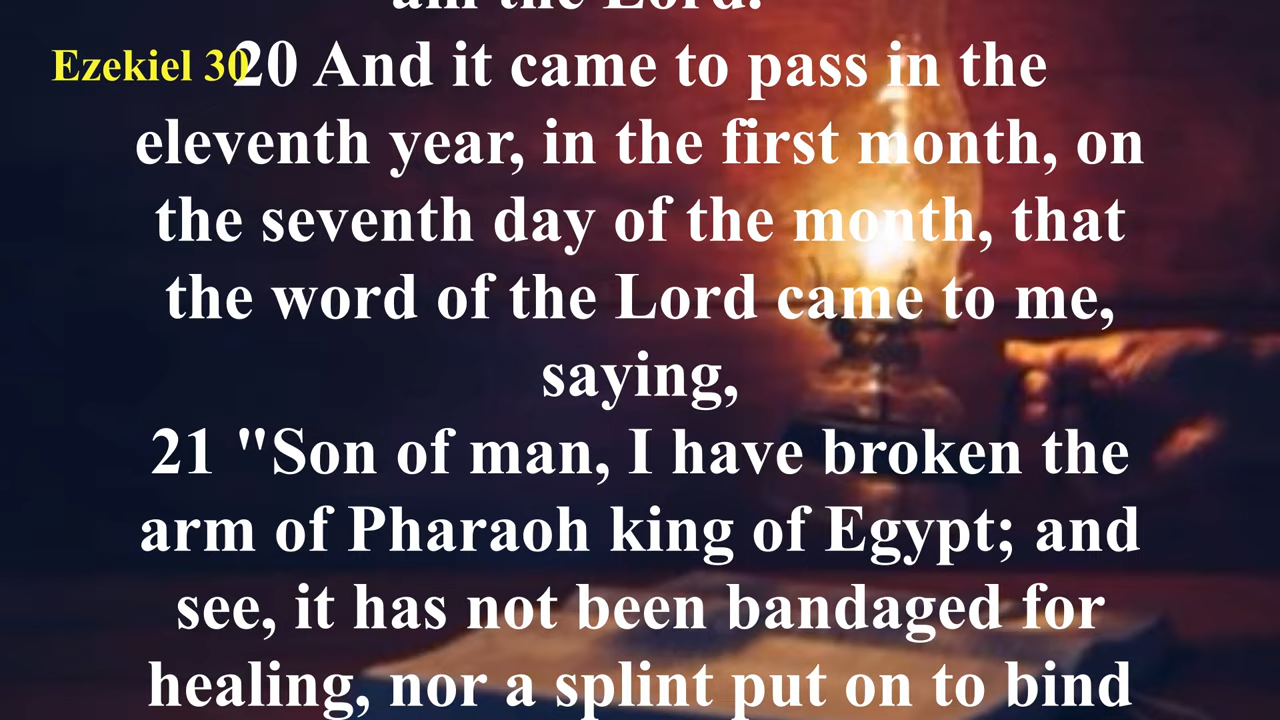 am the Lord.'"
Ezekiel 30
20 And it came to pass in the
eleventh year, in the first month, on
the seventh day of the month, that
the word of the Lord came to me,
saying,
21 "Son of man, I have broken the
arm of Pharaoh king of Egypt; and
see, it has not been bandaged for
healing, nor a splint put on to bind